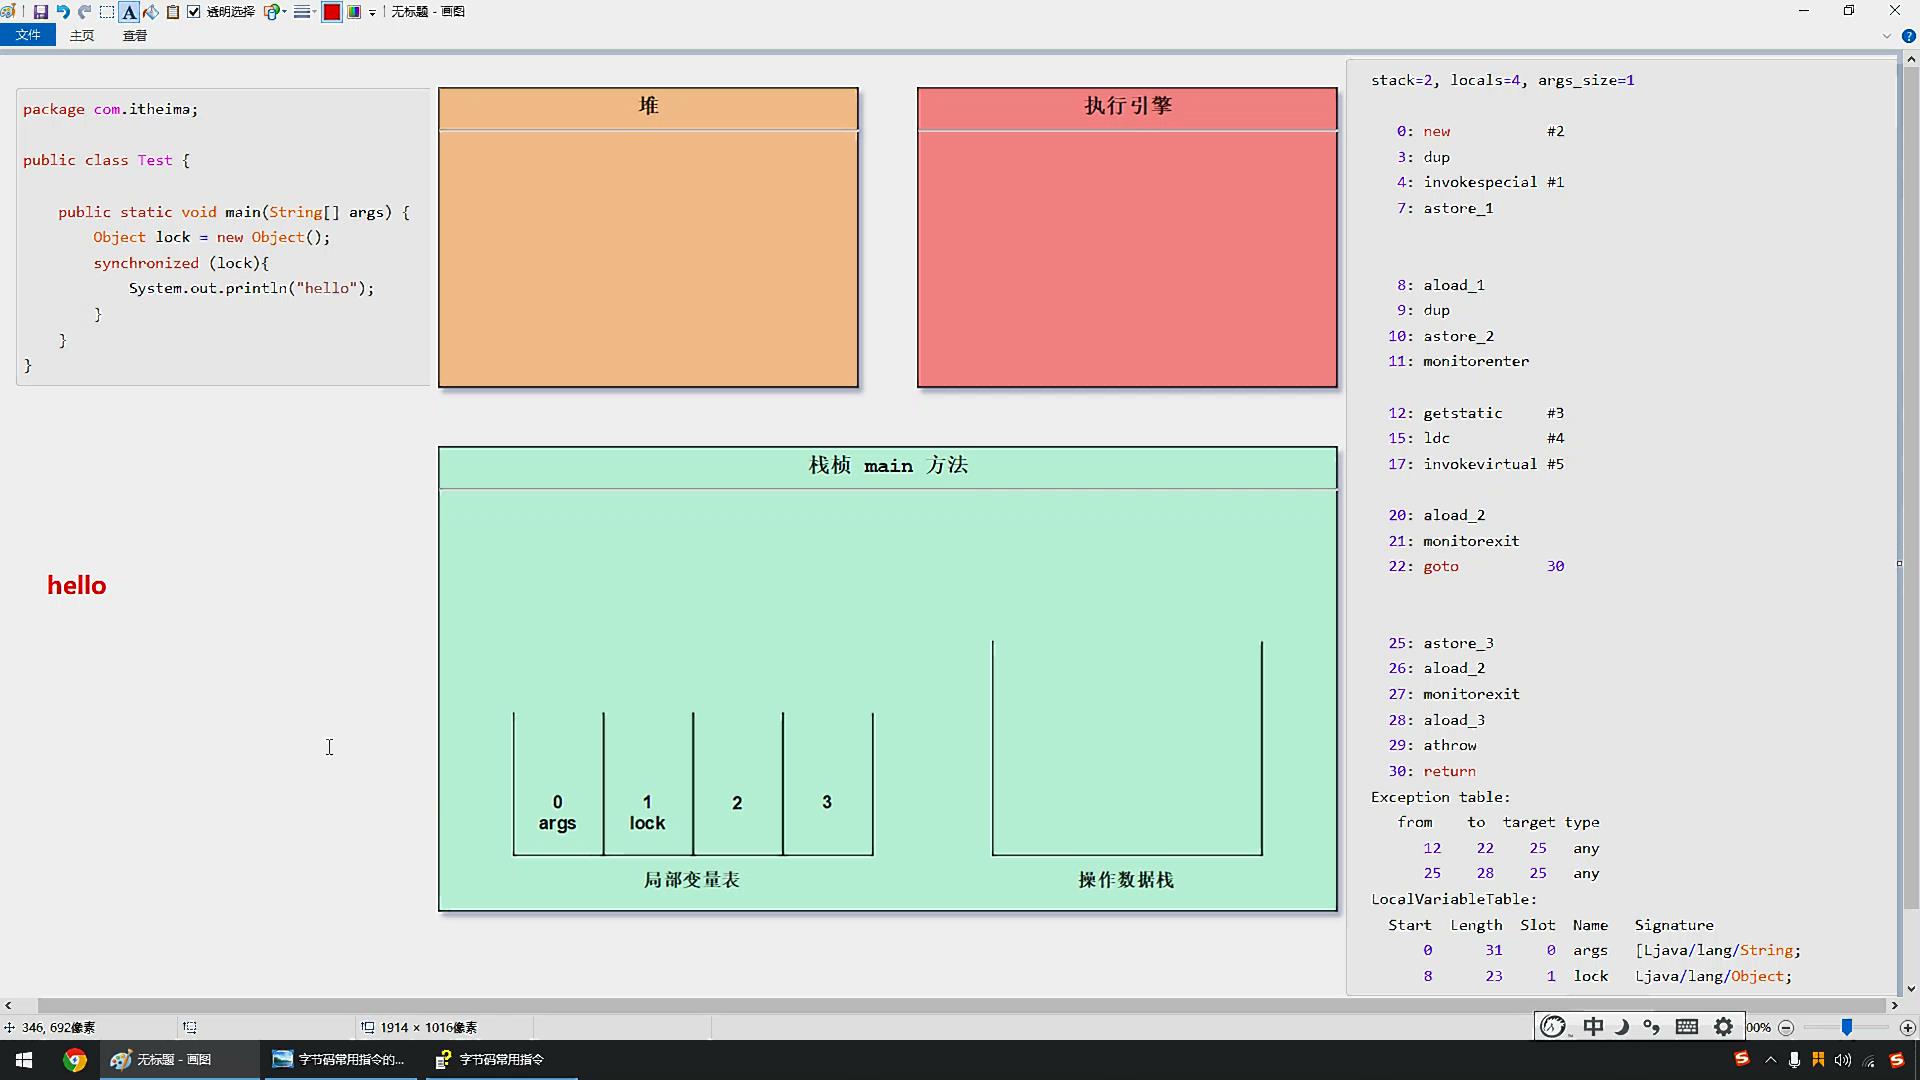 透明选择
无标题 - 画图
文件 主页 查看
package com.itheima;
public class Test {
public static void main(String[] args) {
Object lock = new Object();
synchronized (lock){
System.out.println("hello");
}
}
}
hello
堆
执行引擎
栈桢 main 方法
0 1 2 3
args lock
局部变量表
操作数据栈
stack=2, locals=4, args_size=1
0: new #2
3: dup
4: invokespecial #1
7: astore_1
8: aload_1
9: dup
10: astore_2
11: monitorenter
12: getstatic #3
15: ldc #4
17: invokevirtual #5
20: aload_2
21: monitorexit
22: goto 30
25: astore_3
26: aload_2
27: monitorexit
28: aload_3
29: athrow
30: return
Exception table:
from to target type
12 22 25 any
25 28 25 any
LocalVariableTable:
Start Length Slot Name Signature
0 31 0 args [Ljava/lang/String;
8 23 1 lock Ljava/lang/Object;
346, 692像素
1914 × 1016像素
中
00%
无标题 - 画图
字节码常用指令的...
字节码常用指令